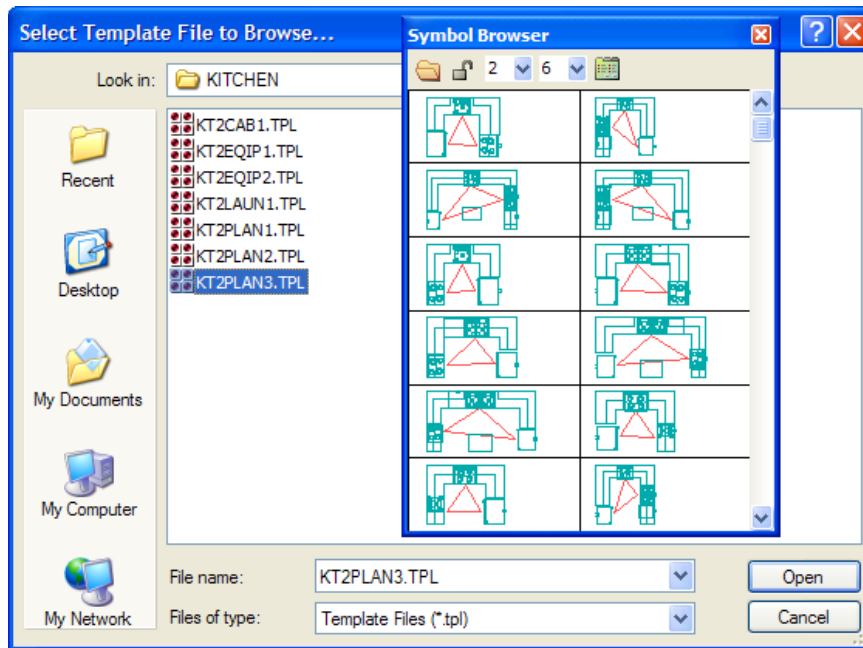 Select Template File to Browse...
Symbol Browser
Look in:
KITCHEN
2
6
KT2CAB1.TPL
KT2EQIP1.TPL
KT2EQIP2.TPL
KT2LAUN1.TPL
KT2PLAN1.TPL
KT2PLAN2.TPL
KT2PLAN3.TPL
Recent
Desktop
My Documents
My Computer
My Network
File name:
KT2PLAN3.TPL
Open
Files of type:
Template Files (*.tpl)
Cancel